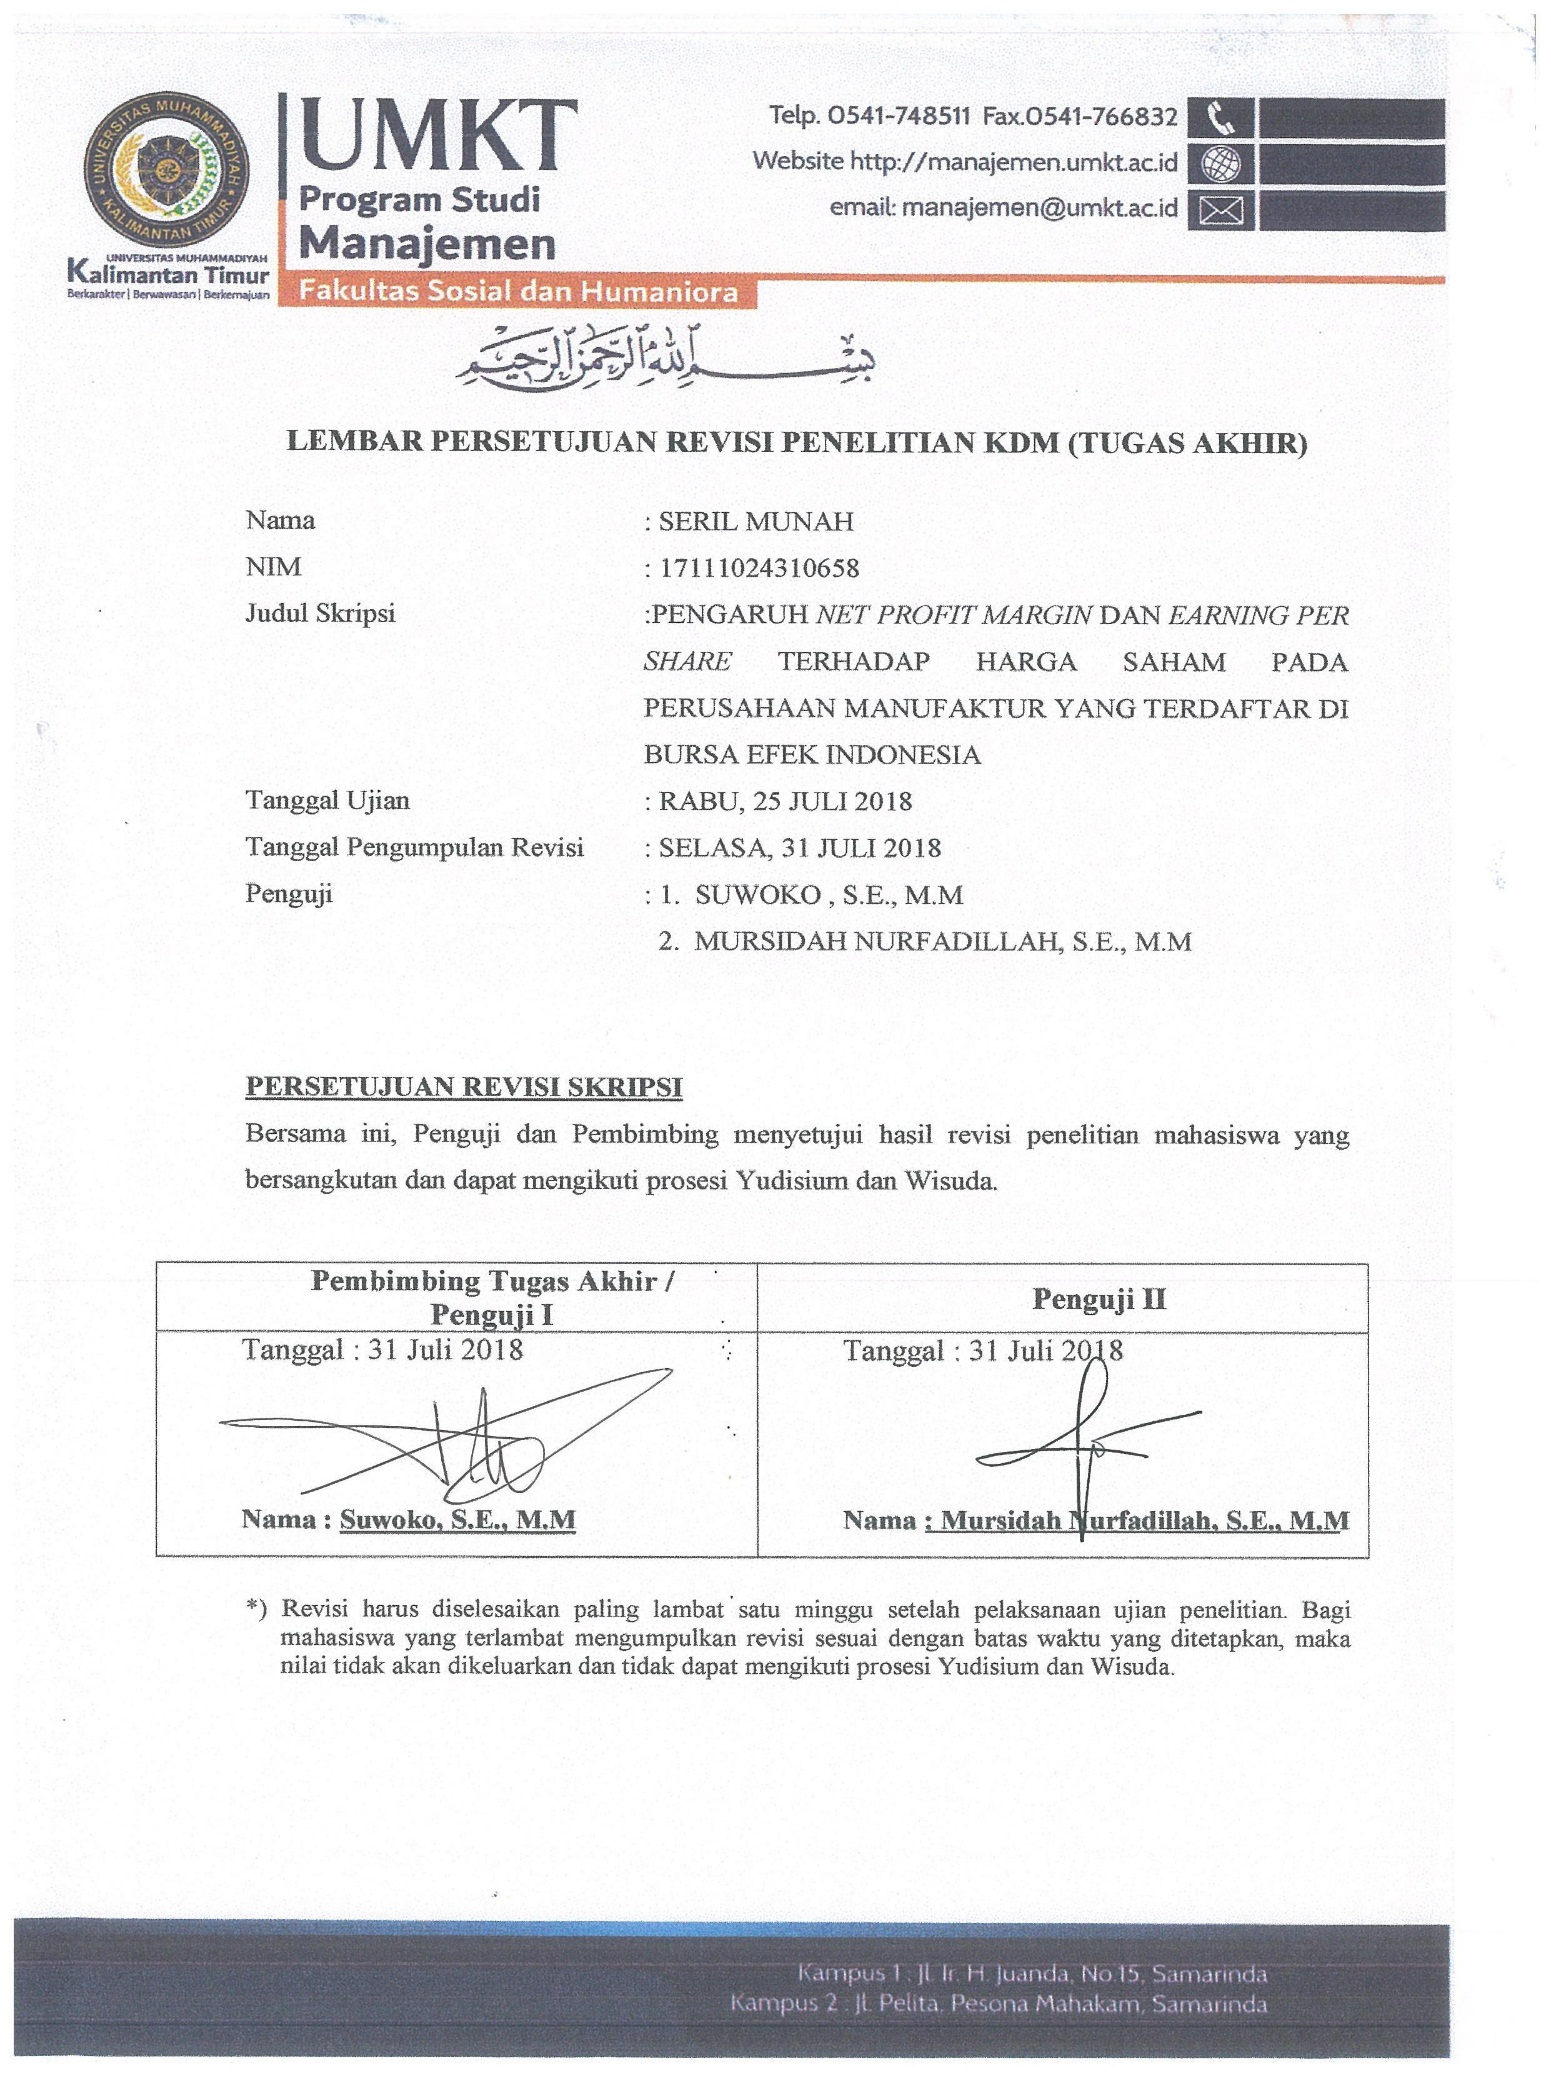 UNIVERSITAS MUHAMMADIYAH
KALIMANTAN TIMUR
UNIVERSITAS MUHAMMADIYAH
Kalimantan Timur
Berkarakter | Berwawasan | Berkemajuan
UMKT
Program Studi
Manajemen
Fakultas Sosial dan Humaniora
Telp. 0541-748511 Fax.0541-766832
Website http://manajemen.umkt.ac.id
email: manajemen@umkt.ac.id
بِسْمِ ٱللَّهِ ٱلرَّحْمَٰنِ ٱلرَّحِيمِ
LEMBAR PERSETUJUAN REVISI PENELITIAN KDM (TUGAS AKHIR)
Nama : SERIL MUNAH
NIM : 17111024310658
Judul Skripsi :PENGARUH NET PROFIT MARGIN DAN EARNING PER
SHARE TERHADAP HARGA SAHAM PADA
PERUSAHAAN MANUFAKTUR YANG TERDAFTAR DI
BURSA EFEK INDONESIA
Tanggal Ujian : RABU, 25 JULI 2018
Tanggal Pengumpulan Revisi : SELASA, 31 JULI 2018
Penguji : 1. SUWOKO , S.E., M.M
2. MURSIDAH NURFADILLAH, S.E., M.M
PERSETUJUAN REVISI SKRIPSI
Bersama ini, Penguji dan Pembimbing menyetujui hasil revisi penelitian mahasiswa yang
bersangkutan dan dapat mengikuti prosesi Yudisium dan Wisuda.
Pembimbing Tugas Akhir /
Penguji I
Tanggal : 31 Juli 2018
Nama : Suwoko, S.E., M.M
Penguji II
Tanggal : 31 Juli 2018
Nama : Mursidah Nurfadillah, S.E., M.M
*) Revisi harus diselesaikan paling lambat satu minggu setelah pelaksanaan ujian penelitian. Bagi
mahasiswa yang terlambat mengumpulkan revisi sesuai dengan batas waktu yang ditetapkan, maka
nilai tidak akan dikeluarkan dan tidak dapat mengikuti prosesi Yudisium dan Wisuda.
Kampus 1 : Jl. Ir. H. Juanda, No.15, Samarinda
Kampus 2 : Jl. Pelita, Pesona Mahakam, Samarinda